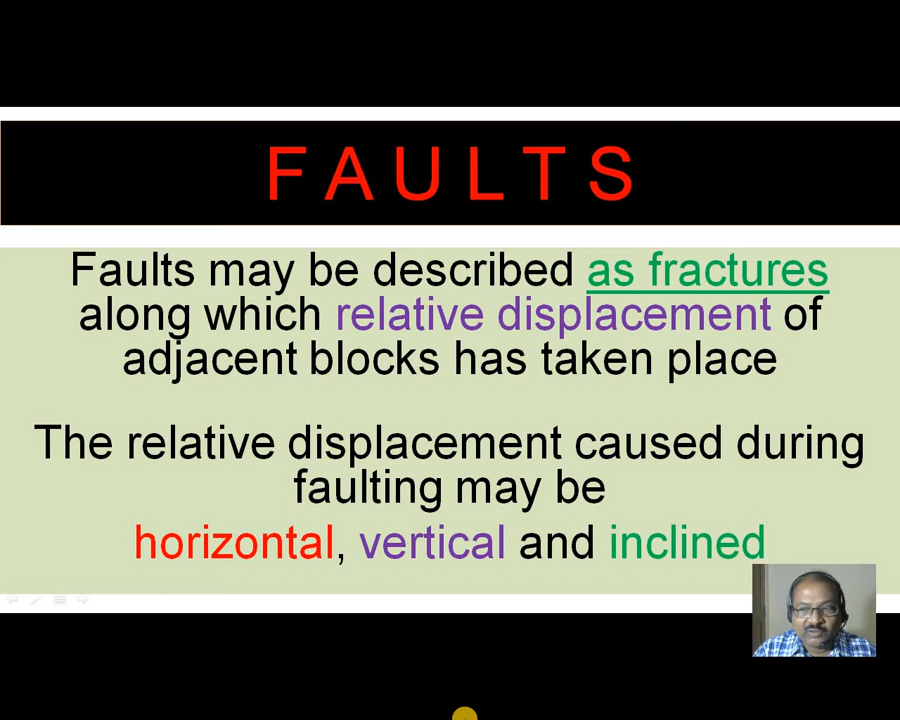 FAULTS
Faults may be described as fractures
along which relative displacement of
adjacent blocks has taken place
The relative displacement caused during
faulting may be
horizontal, vertical and inclined